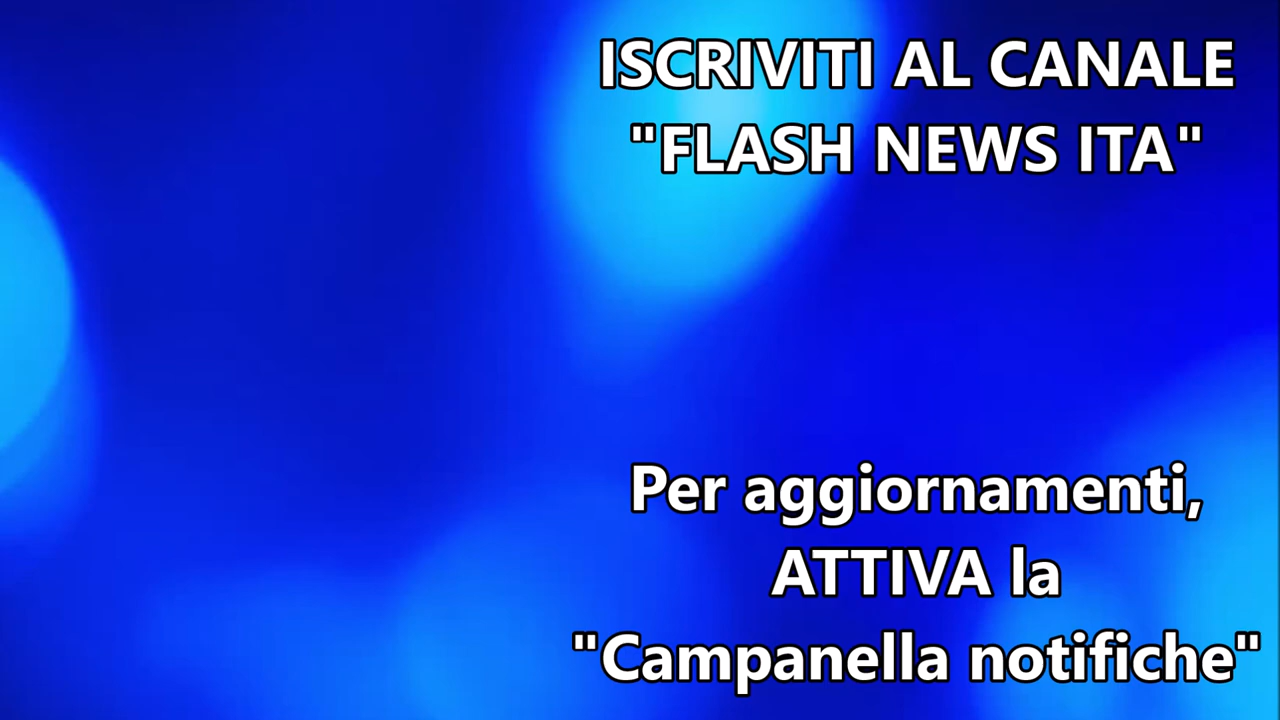 ISCRIVITI AL CANALE
"FLASH NEWS ITA"
Per aggiornamenti,
ATTIVA la
"Campanella notifiche"